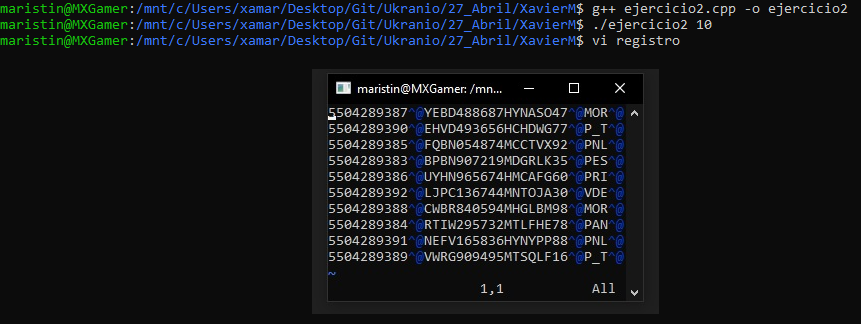 maristin@MXGamer:/mnt/c/Users/xamar/Desktop/Git/Ukranio/27_Abril/XavierM$ g++ ejercicio2.cpp -o ejercicio2
maristin@MXGamer:/mnt/c/Users/xamar/Desktop/Git/Ukranio/27_Abril/XavierM$ ./ejercicio2 10
maristin@MXGamer:/mnt/c/Users/xamar/Desktop/Git/Ukranio/27_Abril/XavierM$ vi registro
maristin@MXGamer: /mn...
5504289387^@YEBD488687HYNASO47^@MOR^@
5504289390^@EHVD493656HCHDWG77^@P_T^@
5504289385^@FQBN054874MCCTVX92^@PNL^@
5504289383^@BPBN907219MDGRLK35^@PES^@
5504289386^@UYHN965674HMCAFG60^@PRI^@
5504289392^@LJPC136744MNTOJA30^@VDE^@
5504289388^@CWBR840594MHGLBM98^@MOR^@
5504289384^@RTIW295732MTLFHE78^@PAN^@
5504289391^@NEFV165836HYNYPP88^@PNL^@
5504289389^@VWRG909495MTSQLF16^@P_T^@
~
1,1 All